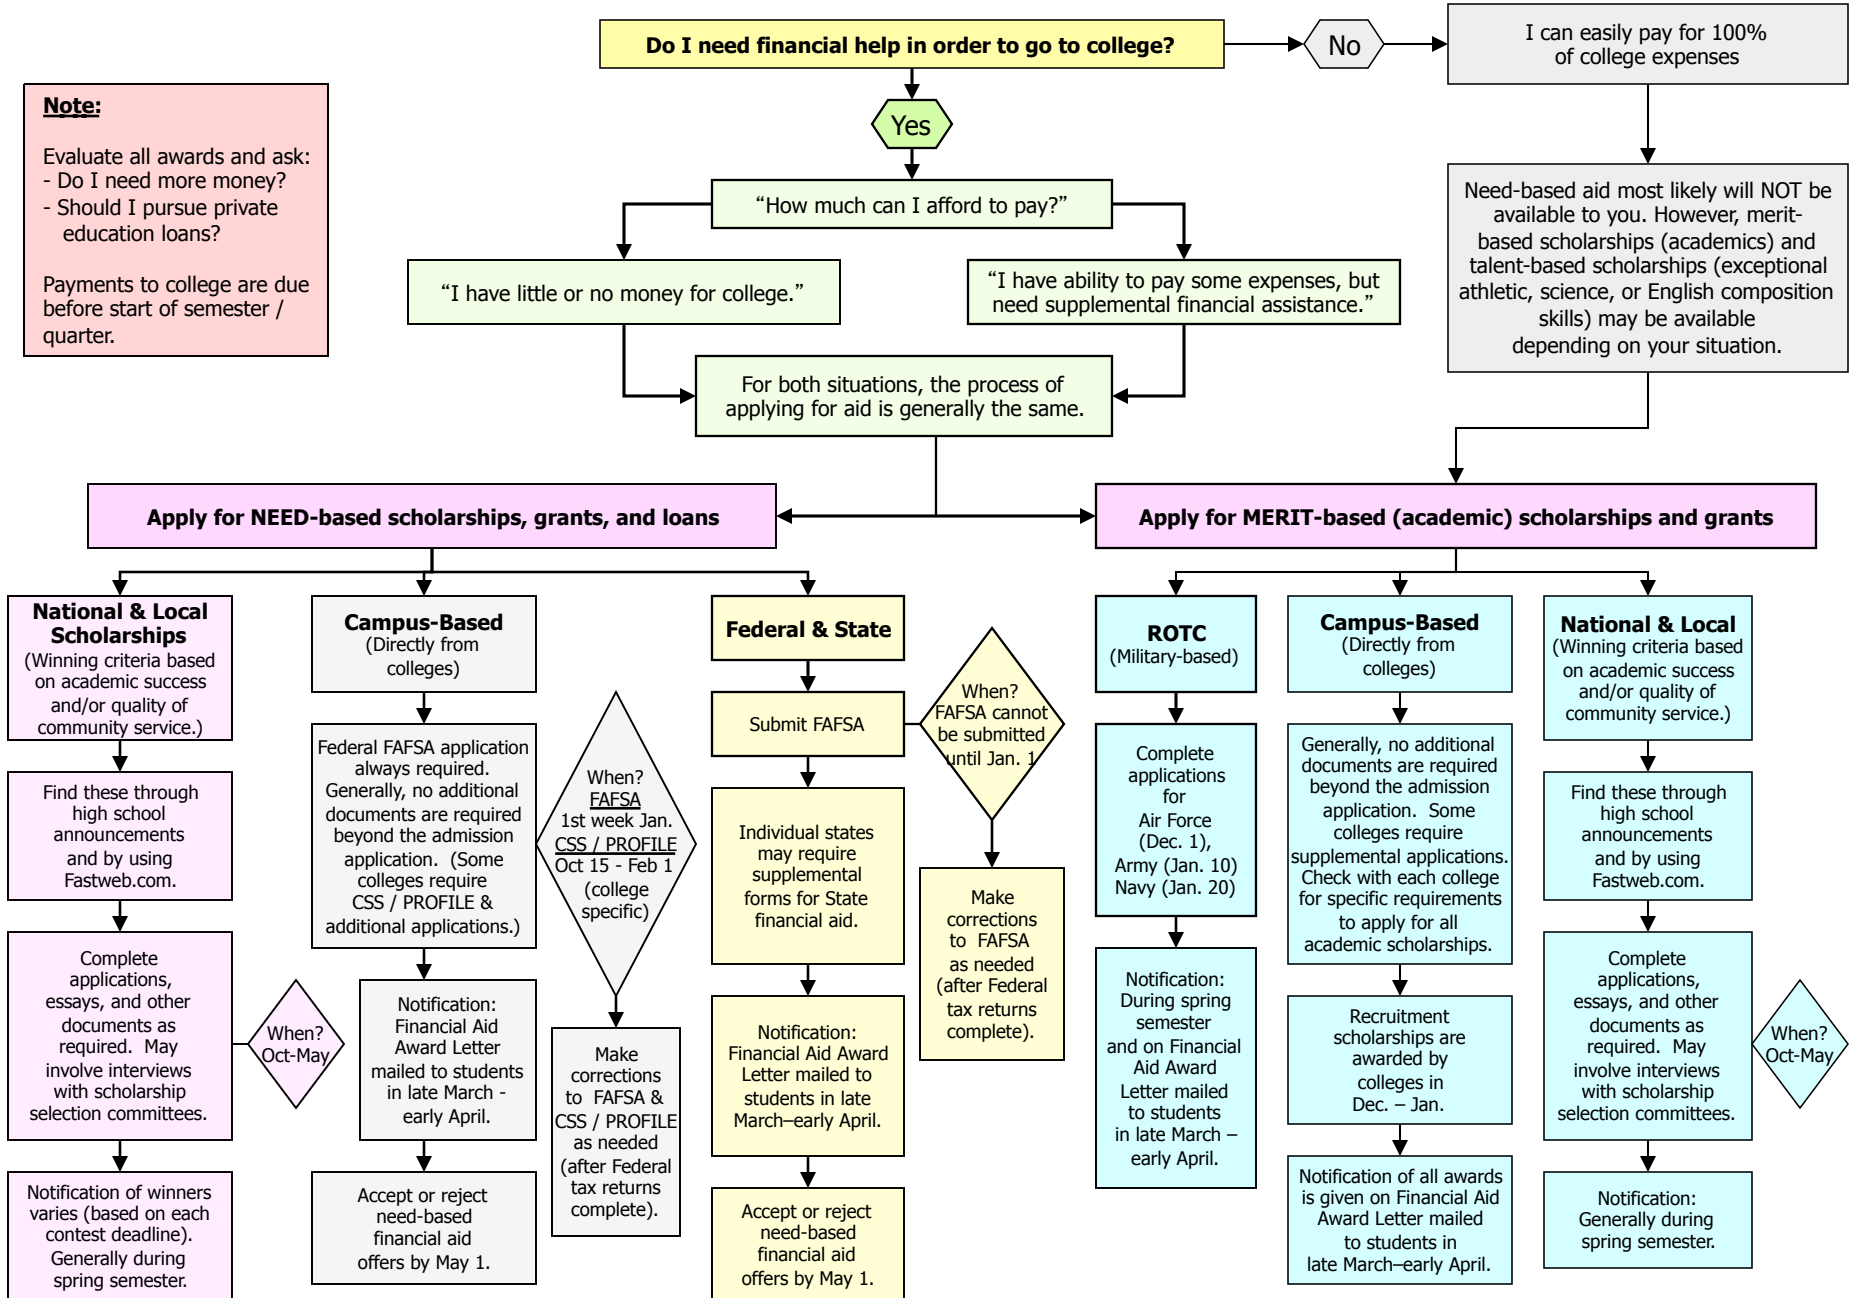 Do I need financial help in order to go to college?
No
I can easily pay for 100%
of college expenses
Note:
Evaluate all awards and ask:
- Do I need more money?
- Should I pursue private
education loans?
Payments to college are due
before start of semester /
quarter.
Yes
“How much can I afford to pay?”
Need-based aid most likely will NOT be
available to you. However, merit-
based scholarships (academics) and
talent-based scholarships (exceptional
athletic, science, or English composition
skills) may be available
depending on your situation.
“I have little or no money for college.”
“I have ability to pay some expenses, but
need supplemental financial assistance.”
For both situations, the process of
applying for aid is generally the same.
Apply for NEED-based scholarships, grants, and loans
Apply for MERIT-based (academic) scholarships and grants
National & Local
Scholarships
(Winning criteria based
on academic success
and/or quality of
community service.)
Find these through
high school
announcements
and by using
Fastweb.com.
Complete
applications,
essays, and other
documents as
required. May
involve interviews
with scholarship
selection committees.
When?
Oct-May
Notification of winners
varies (based on each
contest deadline).
Generally during
spring semester.
Campus-Based
(Directly from
colleges)
Federal FAFSA application
always required.
Generally, no additional
documents are required
beyond the admission
application. (Some
colleges require
CSS / PROFILE &
additional applications.)
When?
FAFSA
1st week Jan.
CSS / PROFILE
Oct 15 - Feb 1
(college
specific)
Notification:
Financial Aid
Award Letter
mailed to students
in late March -
early April.
Make
corrections
to FAFSA &
CSS / PROFILE
as needed
(after Federal
tax returns
complete).
Accept or reject
need-based
financial aid
offers by May 1.
Federal & State
Submit FAFSA
When?
FAFSA cannot
be submitted
until Jan. 1
Individual states
may require
supplemental
forms for State
financial aid.
Make
corrections
to FAFSA
as needed
(after Federal
tax returns
complete).
Notification:
Financial Aid Award
Letter mailed to
students in late
March–early April.
Accept or reject
need-based
financial aid
offers by May 1.
ROTC
(Military-based)
Complete
applications
for
Air Force
(Dec. 1),
Army (Jan. 10)
Navy (Jan. 20)
Notification:
During spring
semester
and on Financial
Aid Award
Letter mailed
to students
in late March –
early April.
Campus-Based
(Directly from
colleges)
Generally, no additional
documents are required
beyond the admission
application. Some
colleges require
supplemental applications.
Check with each college
for specific requirements
to apply for all
academic scholarships.
Recruitment
scholarships are
awarded by
colleges in
Dec. – Jan.
Notification of all awards
is given on Financial Aid
Award Letter mailed
to students in
late March–early April.
National & Local
(Winning criteria based
on academic success
and/or quality of
community service.)
Find these through
high school
announcements
and by using
Fastweb.com.
Complete
applications,
essays, and other
documents as
required. May
involve interviews
with scholarship
selection committees.
When?
Oct-May
Notification:
Generally during
spring semester.